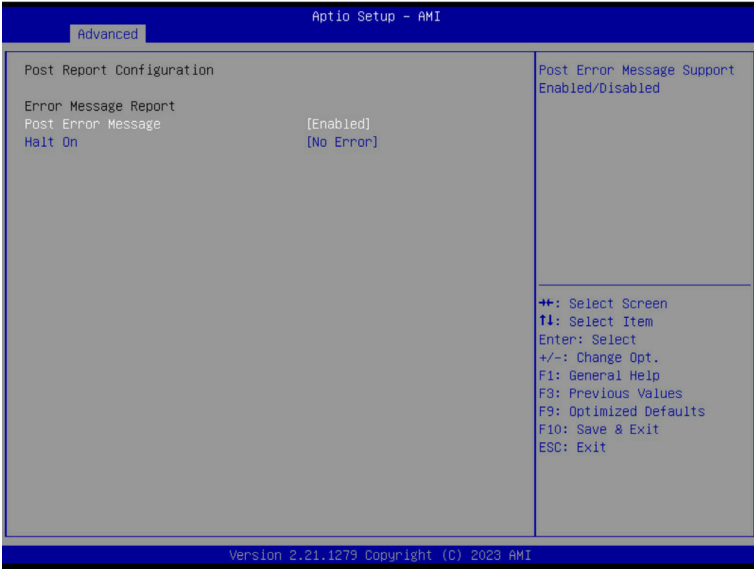 Aptio Setup - AMI
Advanced
Post Report Configuration
Error Message Report
Post Error Message [Enabled]
Halt On [No Error]
Post Error Message Support
Enabled/Disabled
→←: Select Screen
↑↓: Select Item
Enter: Select
+/-: Change Opt.
F1: General Help
F3: Previous Values
F9: Optimized Defaults
F10: Save & Exit
ESC: Exit
Version 2.21.1279 Copyright (C) 2023 AMI